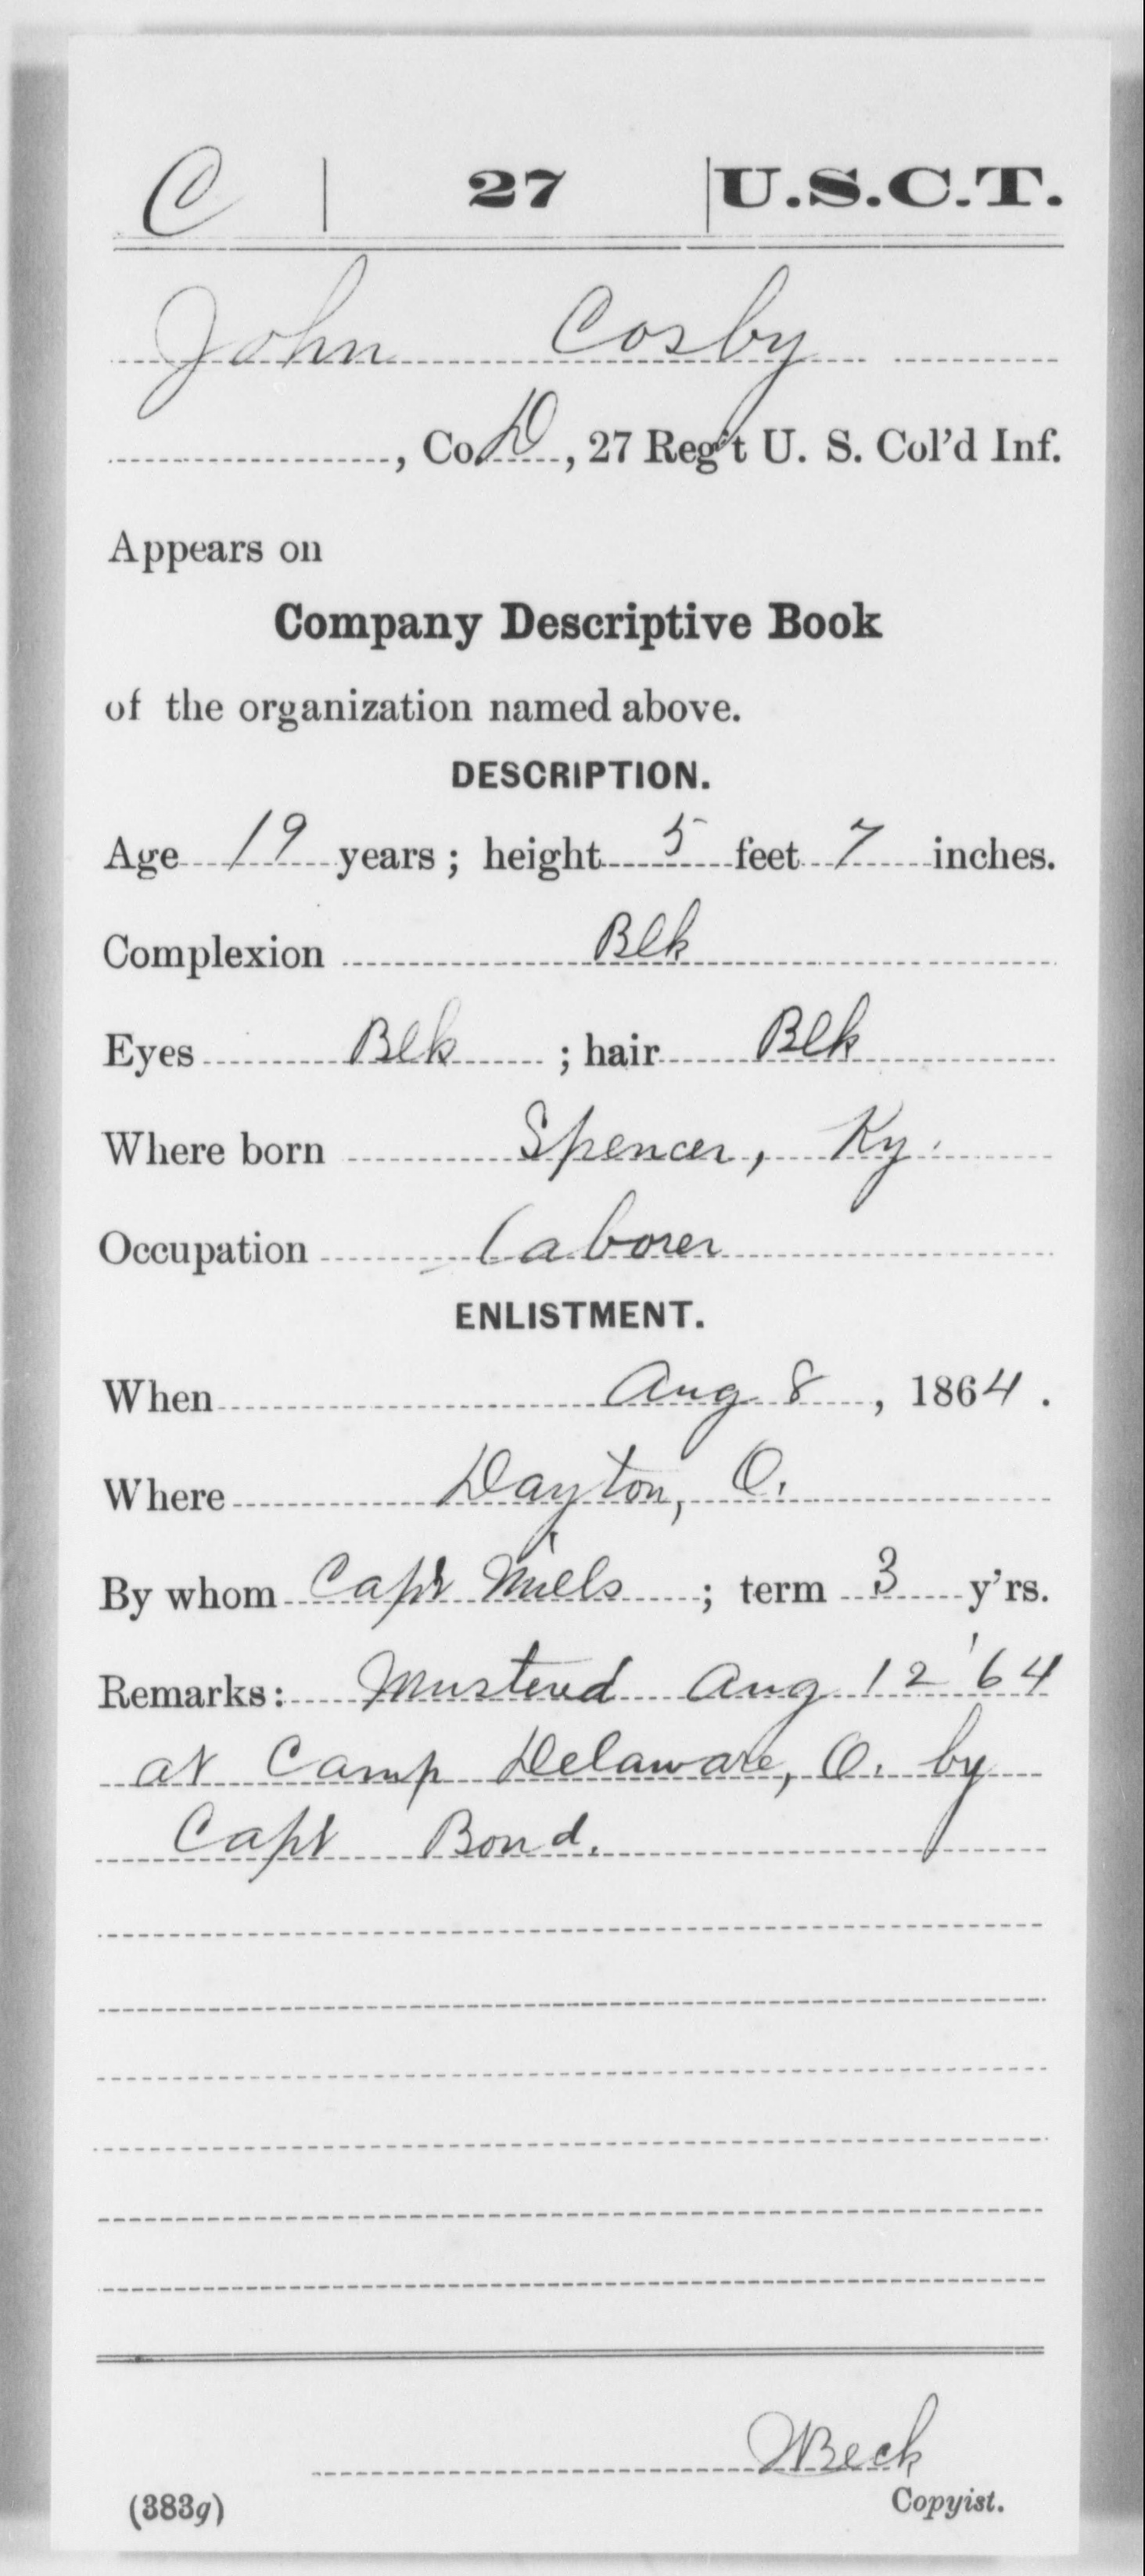 C 27 U.S.C.T.
John Cosby
, Co. D, 27 Reg't U. S. Col'd Inf.
Appears on
Company Descriptive Book
of the organization named above.
DESCRIPTION.
Age 19 years; height 5 feet 7 inches.
Complexion Blk
Eyes Blk; hair Blk
Where born Spencer, Ky.
Occupation Laborer
ENLISTMENT.
When Aug 8, 1864.
Where Dayton, O.
By whom Capt Mills; term 3 y'rs.
Remarks: Mustered Aug 12 '64
at Camp Delaware, O. by
Capt Bond.
Beck
(383g) Copyist.